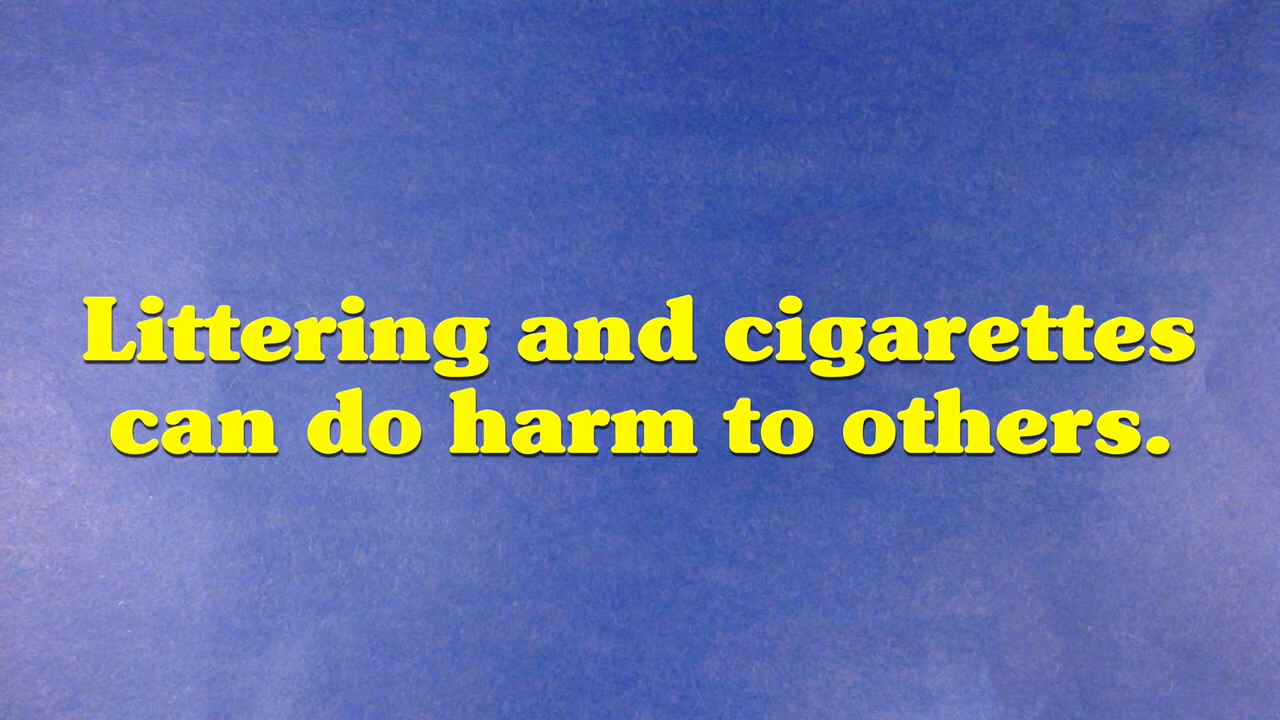 Littering and cigarettes
can do harm to others.